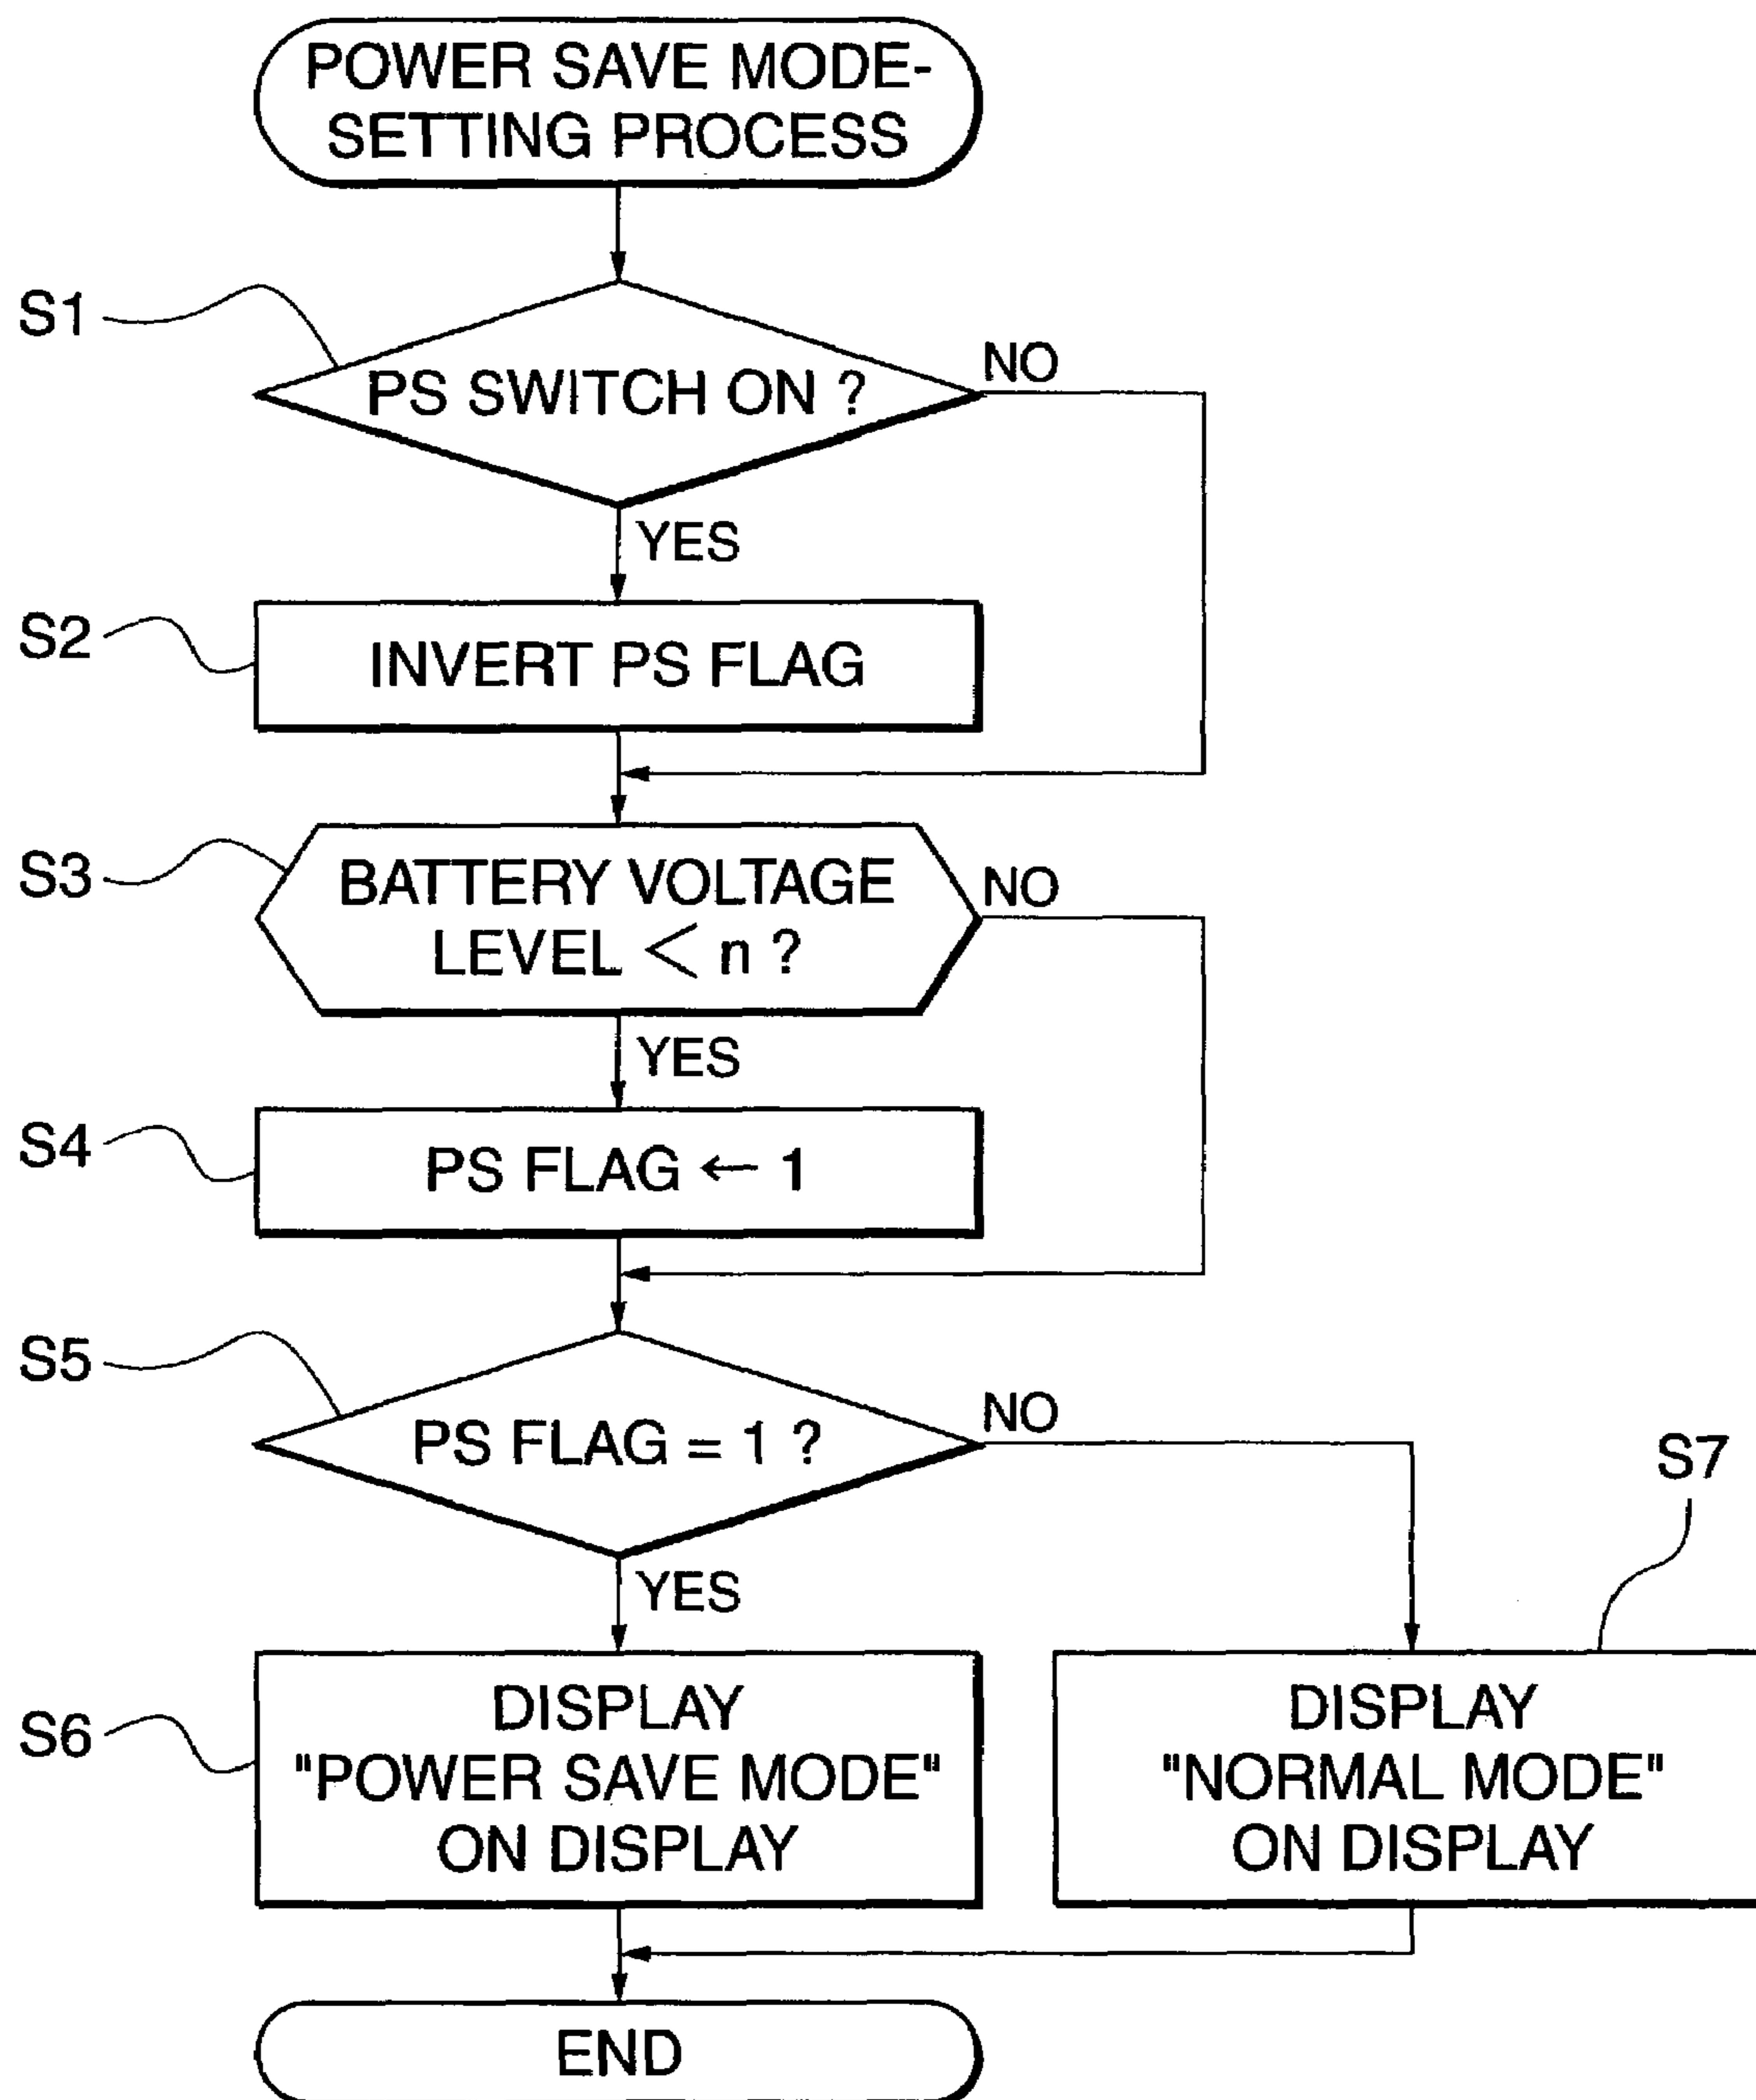 POWER SAVE MODE-
SETTING PROCESS
S1
PS SWITCH ON ?
NO
YES
S2
INVERT PS FLAG
S3
BATTERY VOLTAGE
LEVEL < n ?
NO
YES
S4
PS FLAG ← 1
S5
PS FLAG = 1 ?
NO
S7
YES
S6
DISPLAY
"POWER SAVE MODE"
ON DISPLAY
DISPLAY
"NORMAL MODE"
ON DISPLAY
END